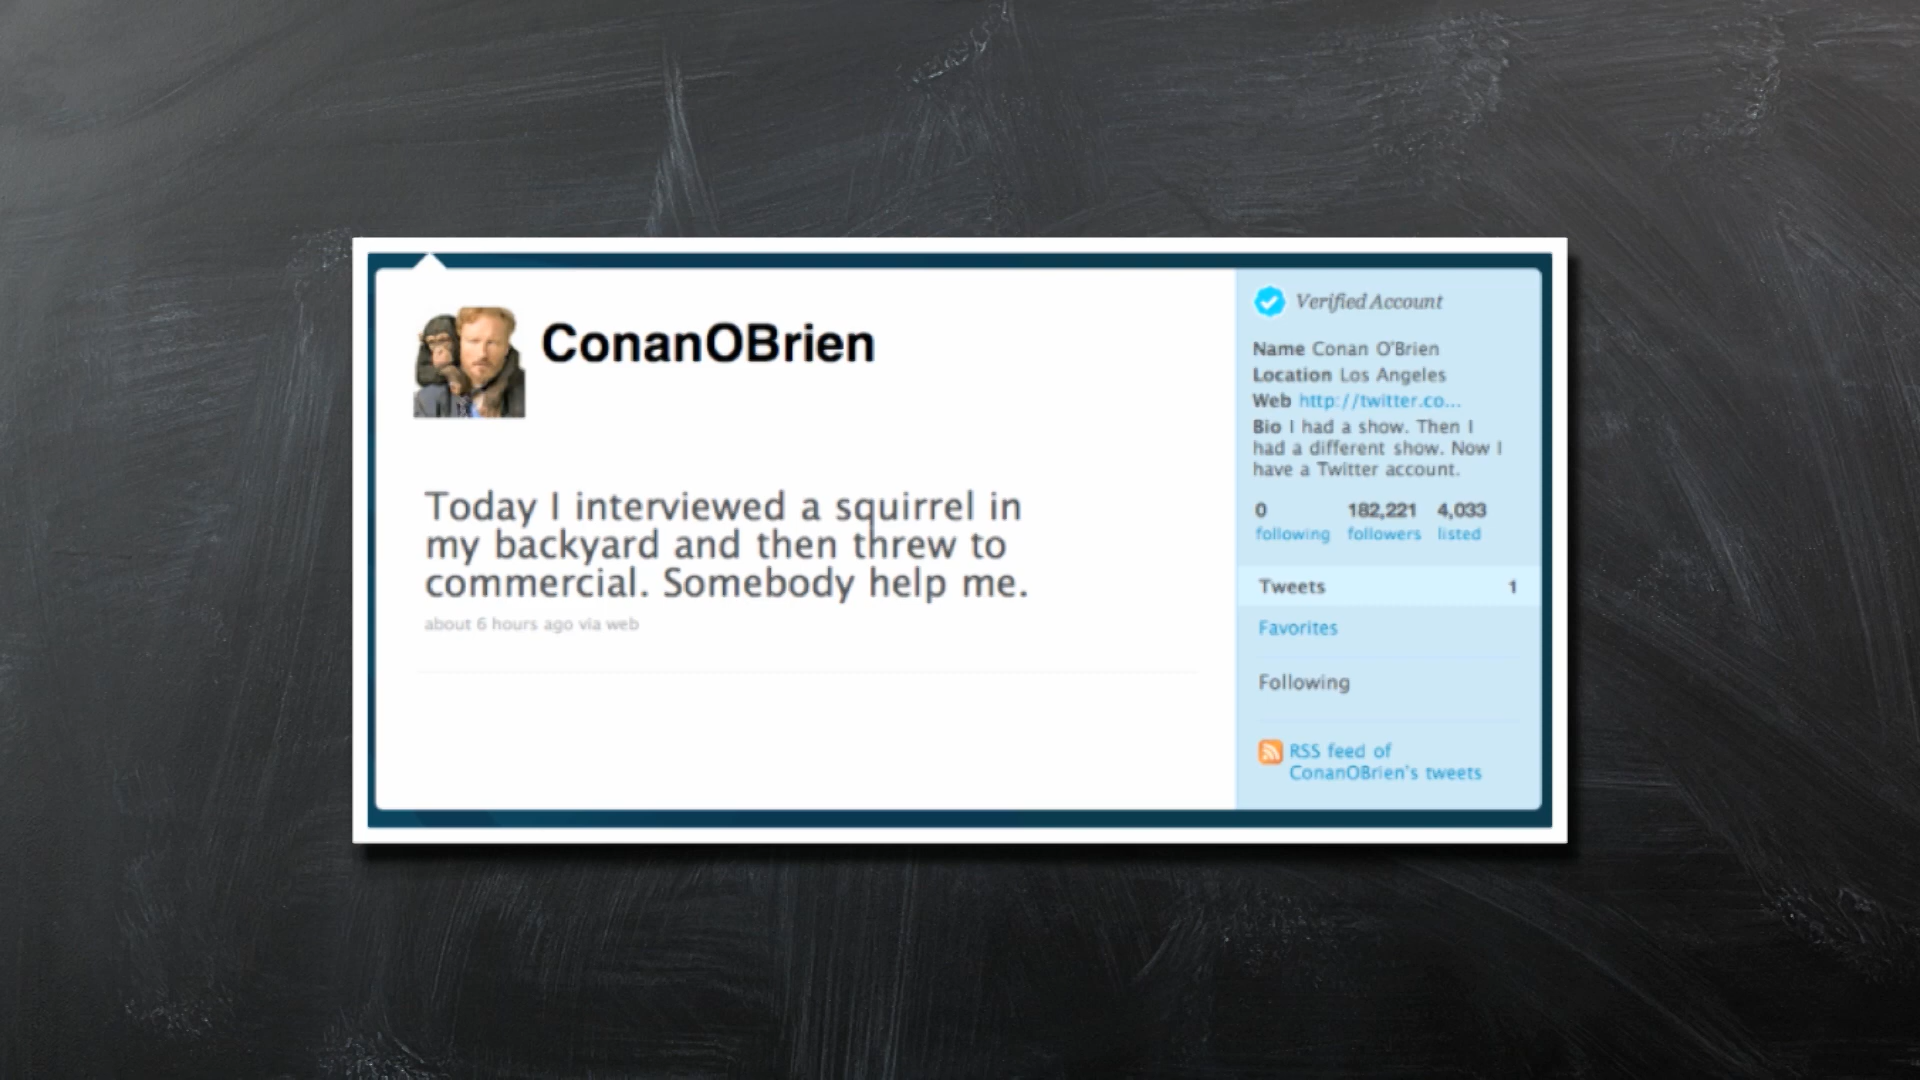 ConanOBrien
Today I interviewed a squirrel in
my backyard and then threw to
commercial. Somebody help me.
about 6 hours ago via web
Verified Account
Name Conan O'Brien
Location Los Angeles
Web http://twitter.co...
Bio I had a show. Then I
had a different show. Now I
have a Twitter account.
0 182,221 4,033
following followers listed
Tweets 1
Favorites
Following
RSS feed of
ConanOBrien's tweets